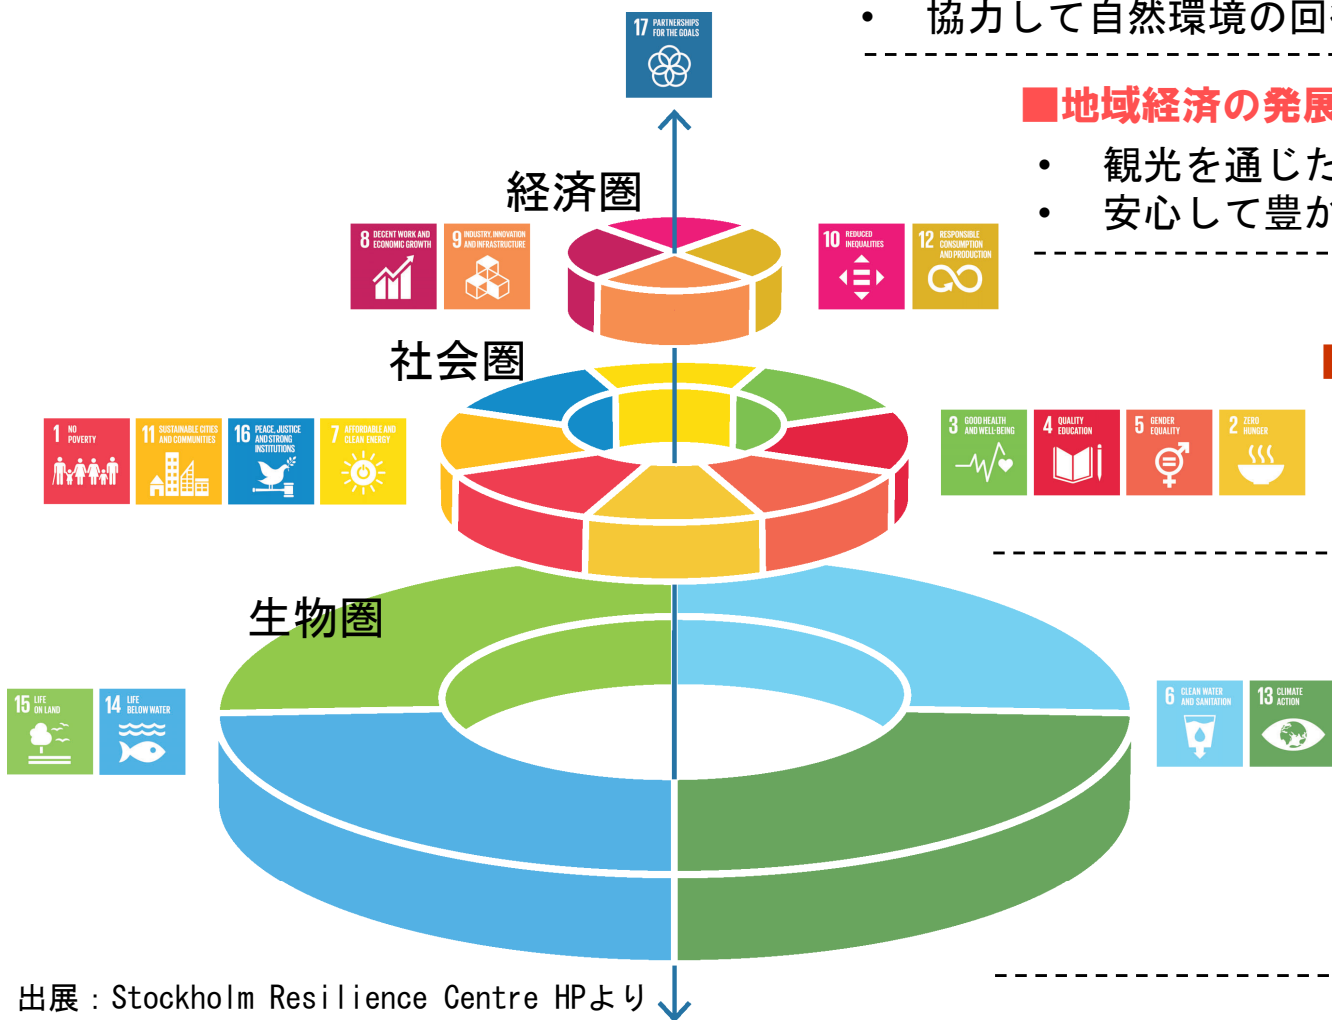 17 PARTNERSHIPS
FOR THE GOALS
• 協力して自然環境の回
■地域経済の発展
• 観光を通じた
• 安心して豊か
経済圏
8 DECENT WORK AND
ECONOMIC GROWTH
9 INDUSTRY, INNOVATION
AND INFRASTRUCTURE
10 REDUCED
INEQUALITIES
12 RESPONSIBLE
CONSUMPTION
AND PRODUCTION
社会圏
1 NO
POVERTY
11 SUSTAINABLE CITIES
AND COMMUNITIES
16 PEACE, JUSTICE
AND STRONG
INSTITUTIONS
7 AFFORDABLE AND
CLEAN ENERGY
3 GOOD HEALTH
AND WELL-BEING
4 QUALITY
EDUCATION
5 GENDER
EQUALITY
2 ZERO
HUNGER
生物圏
15 LIFE
ON LAND
14 LIFE
BELOW WATER
6 CLEAN WATER
AND SANITATION
13 CLIMATE
ACTION
出展：Stockholm Resilience Centre HPより